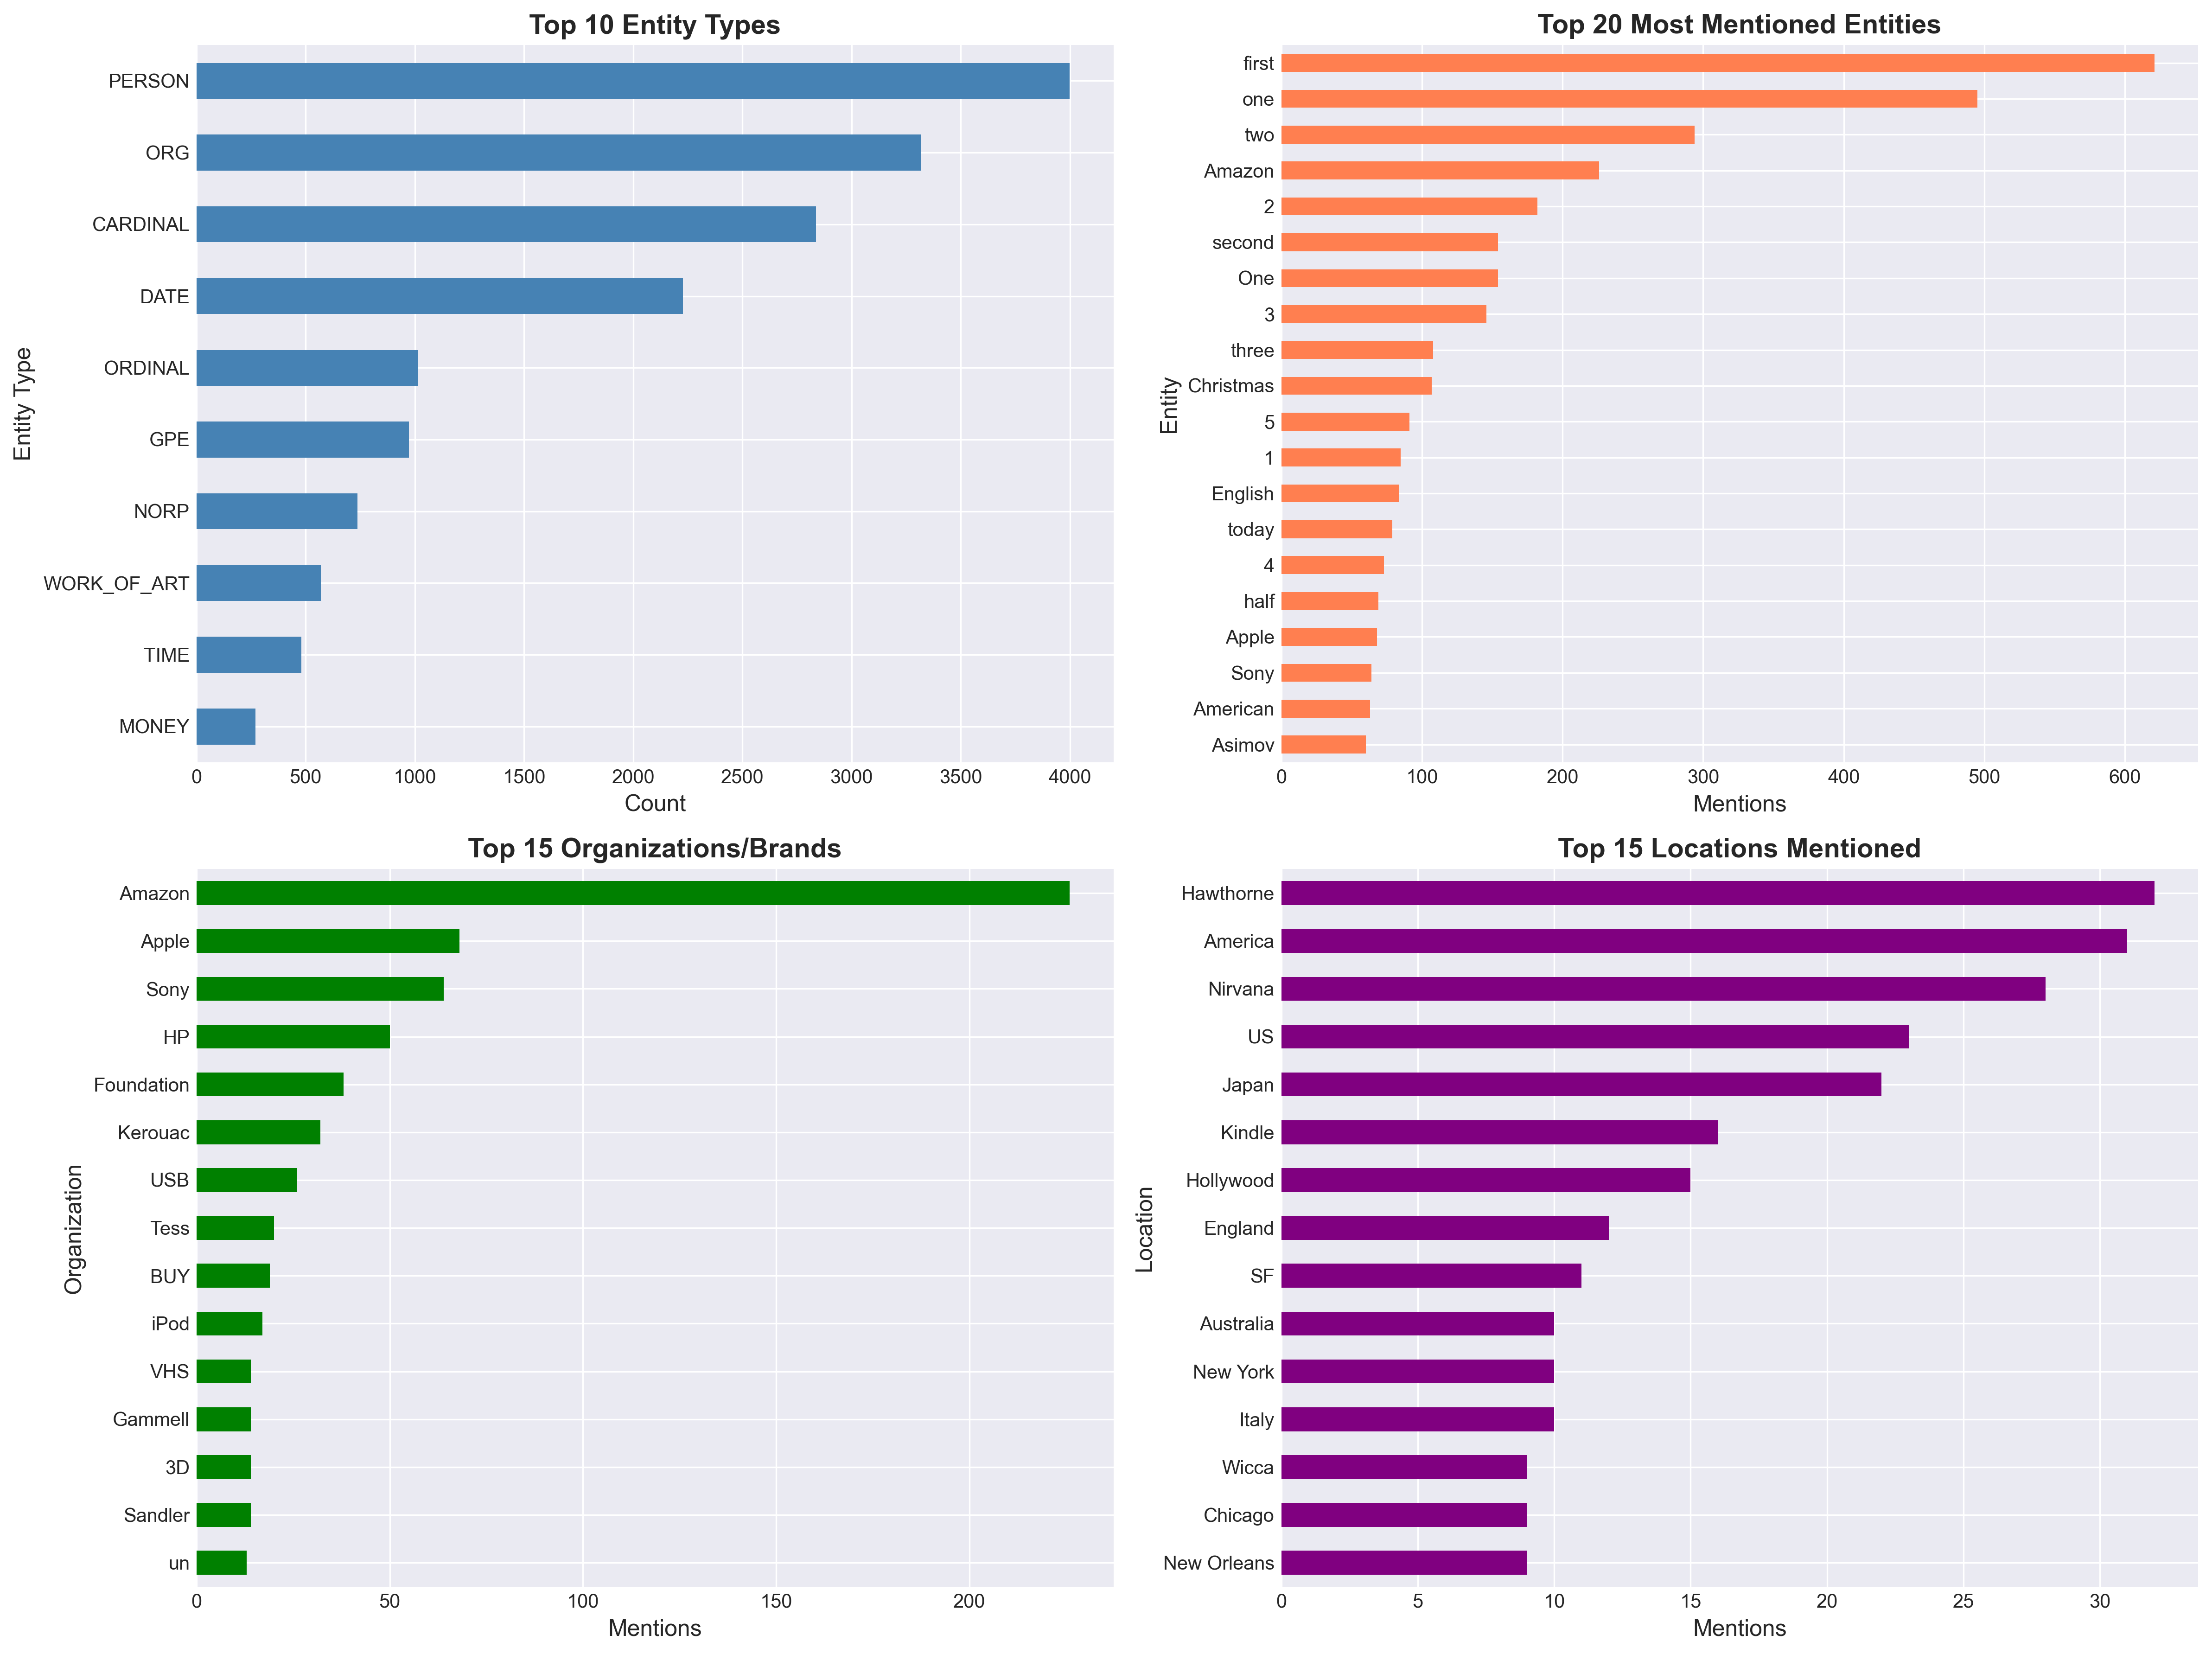 Top 10 Entity Types
Entity Type
PERSON
ORG
CARDINAL
DATE
ORDINAL
GPE
NORP
WORK_OF_ART
TIME
MONEY
0 500 1000 1500 2000 2500 3000 3500 4000
Count
Top 20 Most Mentioned Entities
Entity
first
one
two
Amazon
2
second
One
3
three
Christmas
5
1
English
today
4
half
Apple
Sony
American
Asimov
0 100 200 300 400 500 600
Mentions
Top 15 Organizations/Brands
Organization
Amazon
Apple
Sony
HP
Foundation
Kerouac
USB
Tess
BUY
iPod
VHS
Gammell
3D
Sandler
un
0 50 100 150 200
Mentions
Top 15 Locations Mentioned
Location
Hawthorne
America
Nirvana
US
Japan
Kindle
Hollywood
England
SF
Australia
New York
Italy
Wicca
Chicago
New Orleans
0 5 10 15 20 25 30
Mentions